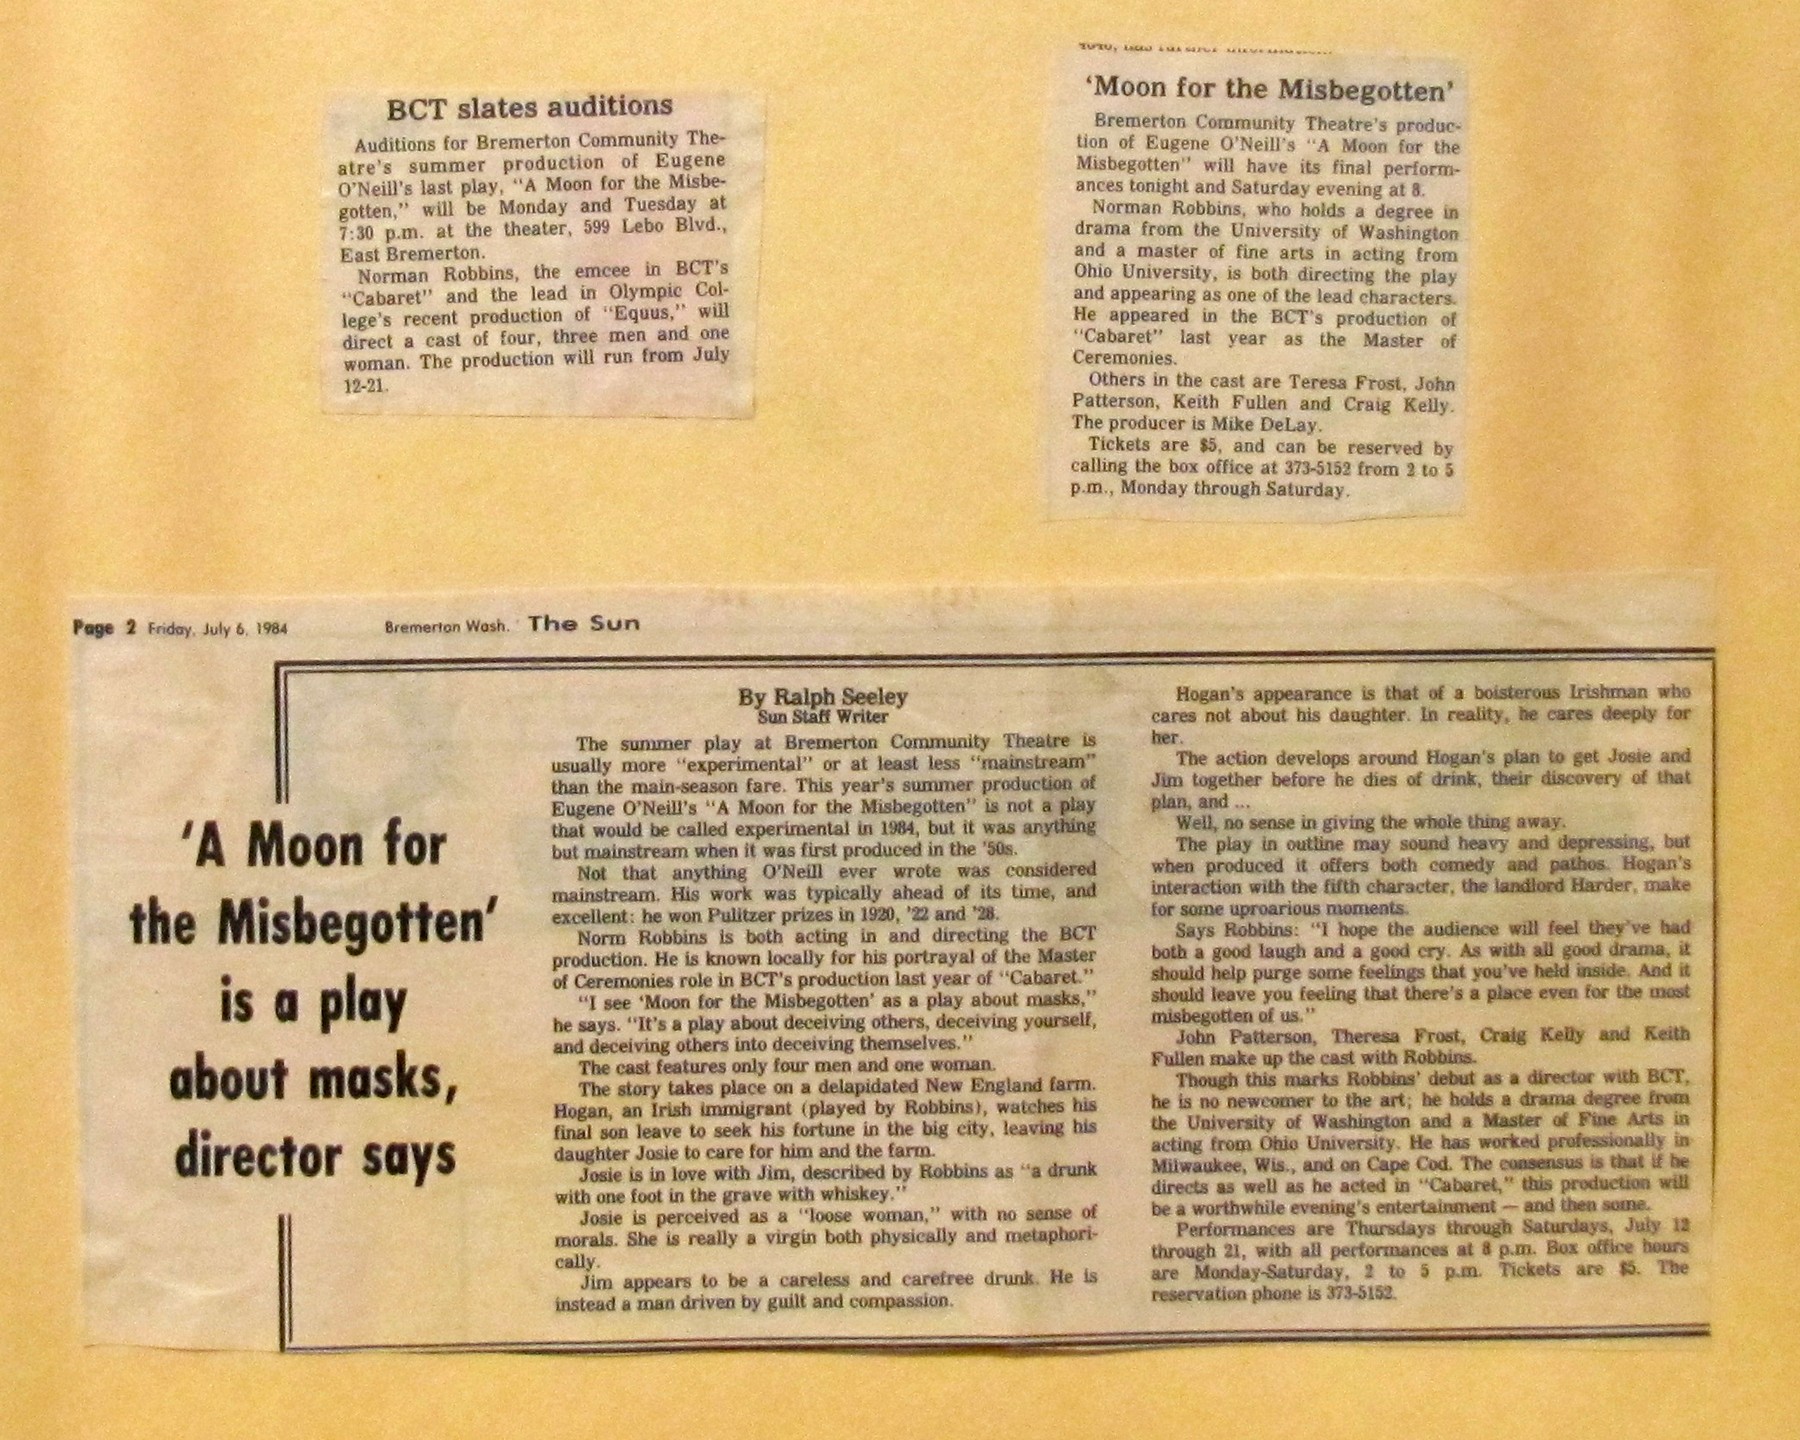 BCT slates auditions
Auditions for Bremerton Community The-
atre's summer production of Eugene
O'Neill's last play, "A Moon for the Misbe-
gotten," will be Monday and Tuesday at
7:30 p.m. at the theater, 599 Lebo Blvd.,
East Bremerton.
Norman Robbins, the emcee in BCT's
"Cabaret" and the lead in Olympic Col-
lege's recent production of "Equus," will
direct a cast of four, three men and one
woman. The production will run from July
12-21.
'Moon for the Misbegotten'
Bremerton Community Theatre's produc-
tion of Eugene O'Neill's "A Moon for the
Misbegotten" will have its final perform-
ances tonight and Saturday evening at 8.
Norman Robbins, who holds a degree in
drama from the University of Washington
and a master of fine arts in acting from
Ohio University, is both directing the play
and appearing as one of the lead characters.
He appeared in the BCT's production of
"Cabaret" last year as the Master of
Ceremonies.
Others in the cast are Teresa Frost, John
Patterson, Keith Fullen and Craig Kelly.
The producer is Mike DeLay.
Tickets are $5, and can be reserved by
calling the box office at 373-5152 from 2 to 5
p.m., Monday through Saturday.
Page 2 Friday, July 6, 1984 Bremerton Wash. The Sun
'A Moon for
the Misbegotten'
is a play
about masks,
director says
By Ralph Seeley
Sun Staff Writer
The summer play at Bremerton Community Theatre is
usually more "experimental" or at least less "mainstream"
than the main-season fare. This year's summer production of
Eugene O'Neill's "A Moon for the Misbegotten" is not a play
that would be called experimental in 1984, but it was anything
but mainstream when it was first produced in the '50s.
Not that anything O'Neill ever wrote was considered
mainstream. His work was typically ahead of its time, and
excellent: he won Pulitzer prizes in 1920, '22 and '28.
Norm Robbins is both acting in and directing the BCT
production. He is known locally for his portrayal of the Master
of Ceremonies role in BCT's production last year of "Cabaret."
"I see 'Moon for the Misbegotten' as a play about masks,"
he says. "It's a play about deceiving others, deceiving yourself,
and deceiving others into deceiving themselves."
The cast features only four men and one woman.
The story takes place on a delapidated New England farm.
Hogan, an Irish immigrant (played by Robbins), watches his
final son leave to seek his fortune in the big city, leaving his
daughter Josie to care for him and the farm.
Josie is in love with Jim, described by Robbins as "a drunk
with one foot in the grave with whiskey."
Josie is perceived as a "loose woman," with no sense of
morals. She is really a virgin both physically and metaphori-
cally.
Jim appears to be a careless and carefree drunk. He is
instead a man driven by guilt and compassion.
Hogan's appearance is that of a boisterous Irishman who
cares not about his daughter. In reality, he cares deeply for
her.
The action develops around Hogan's plan to get Josie and
Jim together before he dies of drink, their discovery of that
plan, and ...
Well, no sense in giving the whole thing away.
The play in outline may sound heavy and depressing, but
when produced it offers both comedy and pathos. Hogan's
interaction with the fifth character, the landlord Harder, make
for some uproarious moments.
Says Robbins: "I hope the audience will feel they've had
both a good laugh and a good cry. As with all good drama, it
should help purge some feelings that you've held inside. And it
should leave you feeling that there's a place even for the most
misbegotten of us."
John Patterson, Theresa Frost, Craig Kelly and Keith
Fullen make up the cast with Robbins.
Though this marks Robbins' debut as a director with BCT,
he is no newcomer to the art; he holds a drama degree from
the University of Washington and a Master of Fine Arts in
acting from Ohio University. He has worked professionally in
Milwaukee, Wis., and on Cape Cod. The consensus is that if he
directs as well as he acted in "Cabaret," this production will
be a worthwhile evening's entertainment — and then some.
Performances are Thursdays through Saturdays, July 12
through 21, with all performances at 8 p.m. Box office hours
are Monday-Saturday, 2 to 5 p.m. Tickets are $5. The
reservation phone is 373-5152.